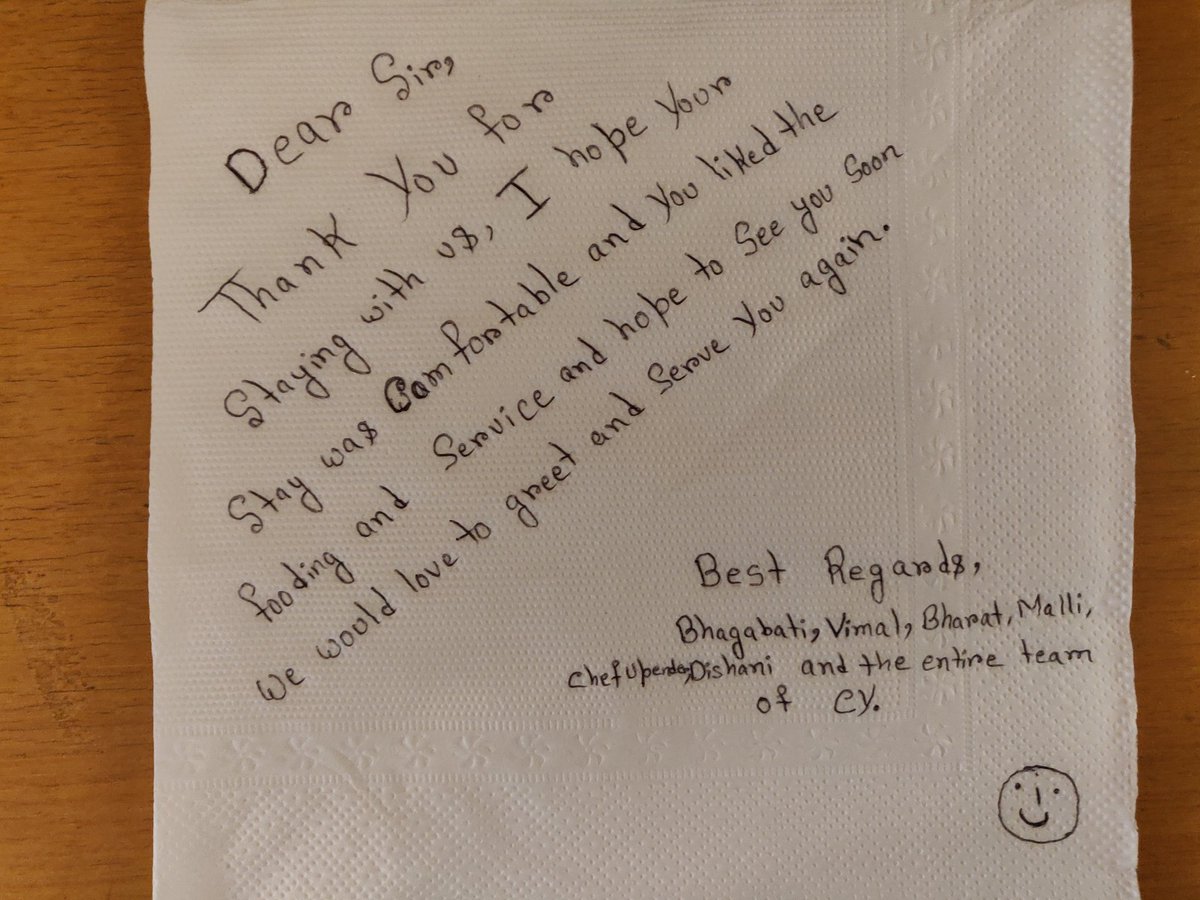 Dear Sir,
Thank You for
Staying with us, I hope Your
Stay was Comfortable and You liked the
fooding and Service and hope to See you Soon
We would love to greet and Serve You again.
Best Regards,
Bhagabati, Vimal, Bharat, Malli,
Chef Upender, Dishani and the entire team
of CY.